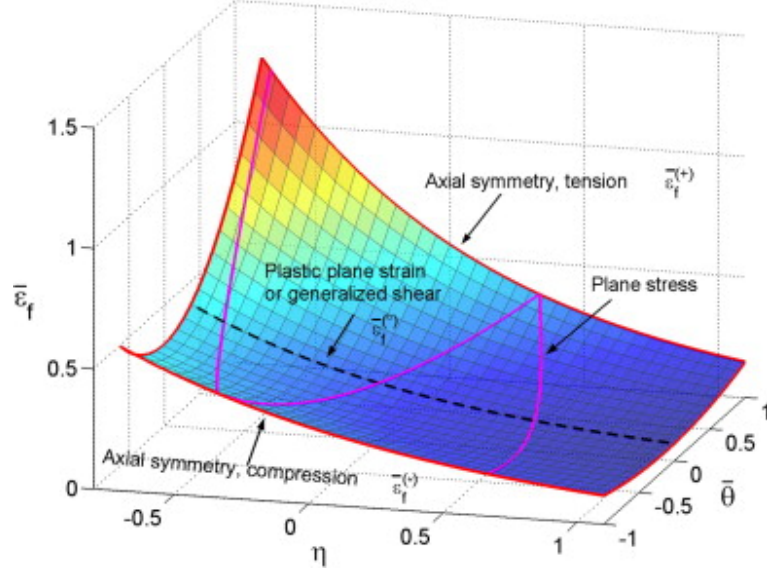 1.5
Axial symmetry, tension
ε̄f(+)
1
Plastic plane strain
or generalized shear
Plane stress
ε̄f
ε̄f(o)
0.5
1
0.5
Axial symmetry, compression
ε̄f(-)
0
θ̄
0
-0.5
-0.5
0
0.5
1
-1
η